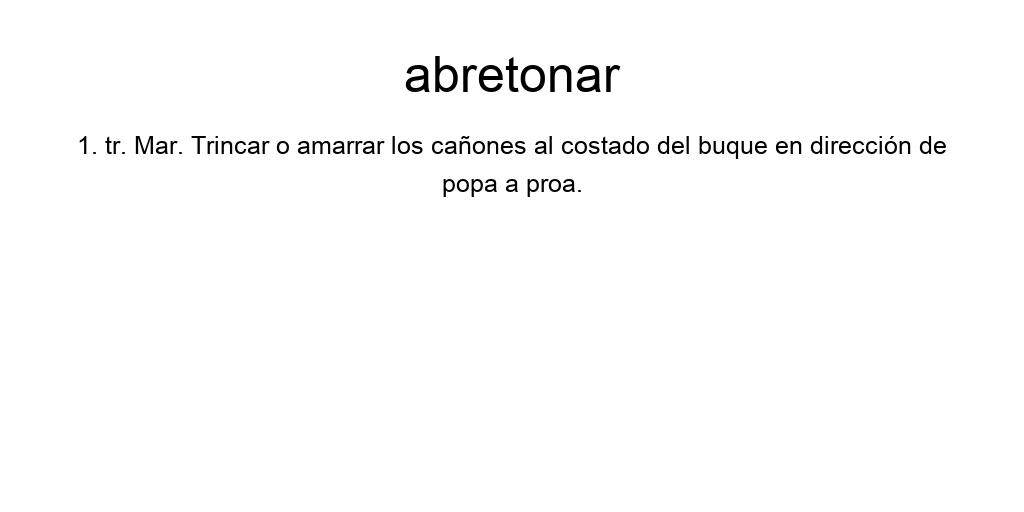 abretonar
1. tr. Mar. Trincar o amarrar los cañones al costado del buque en dirección de
popa a proa.